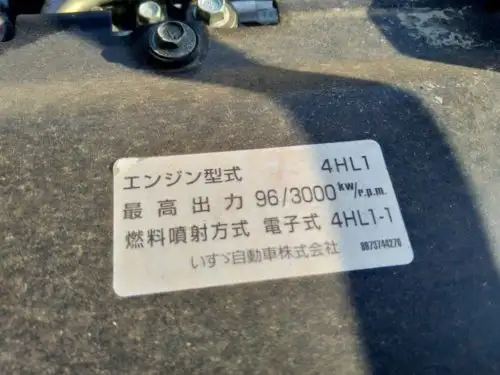 エンジン型式 4HL1
最高出力 96/3000 kw/r.p.m.
燃料噴射方式 電子式 4HL1-1
いすゞ自動車株式会社 8973744270